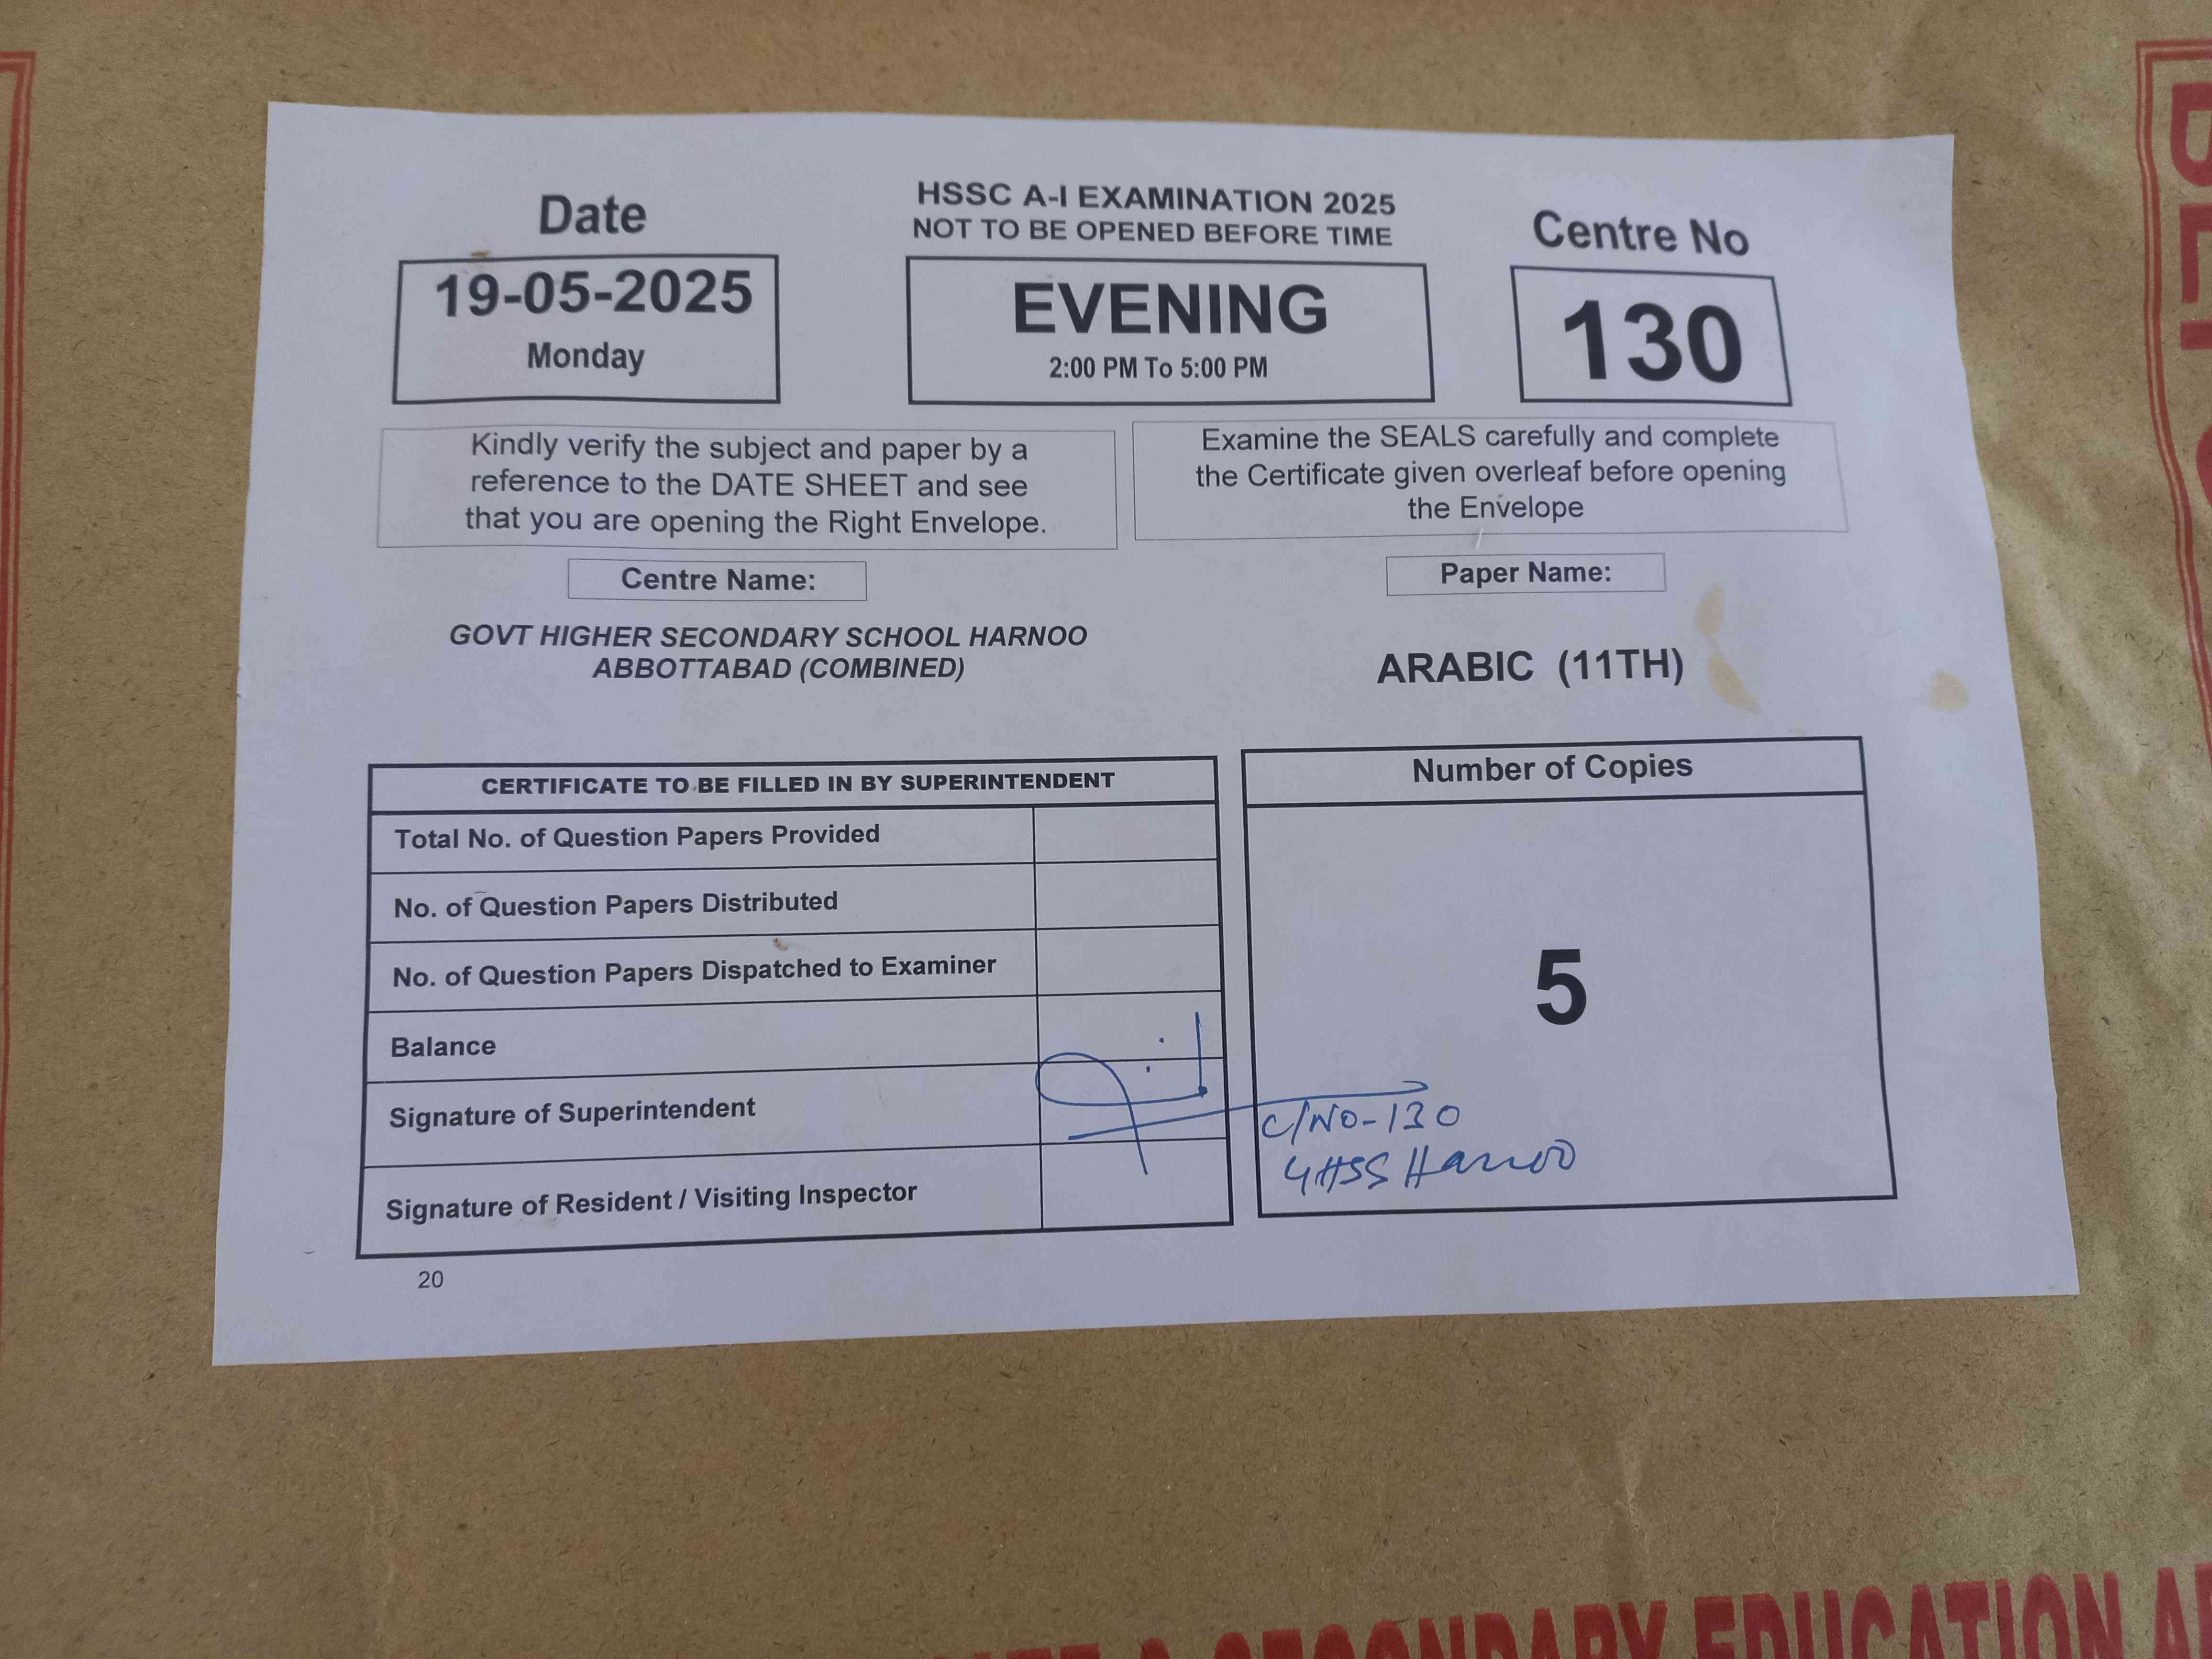 Date
19-05-2025
Monday
HSSC A-I EXAMINATION 2025
NOT TO BE OPENED BEFORE TIME
EVENING
2:00 PM To 5:00 PM
Centre No
130
Kindly verify the subject and paper by a
reference to the DATE SHEET and see
that you are opening the Right Envelope.
Examine the SEALS carefully and complete
the Certificate given overleaf before opening
the Envelope
Centre Name:
GOVT HIGHER SECONDARY SCHOOL HARNOO
ABBOTTABAD (COMBINED)
Paper Name:
ARABIC (11TH)
CERTIFICATE TO BE FILLED IN BY SUPERINTENDENT
Total No. of Question Papers Provided
No. of Question Papers Distributed
No. of Question Papers Dispatched to Examiner
Balance
Signature of Superintendent
Signature of Resident / Visiting Inspector
Number of Copies
5
C/NO-130
GHSS Harnoo
20
& SECONDARY EDUCATION